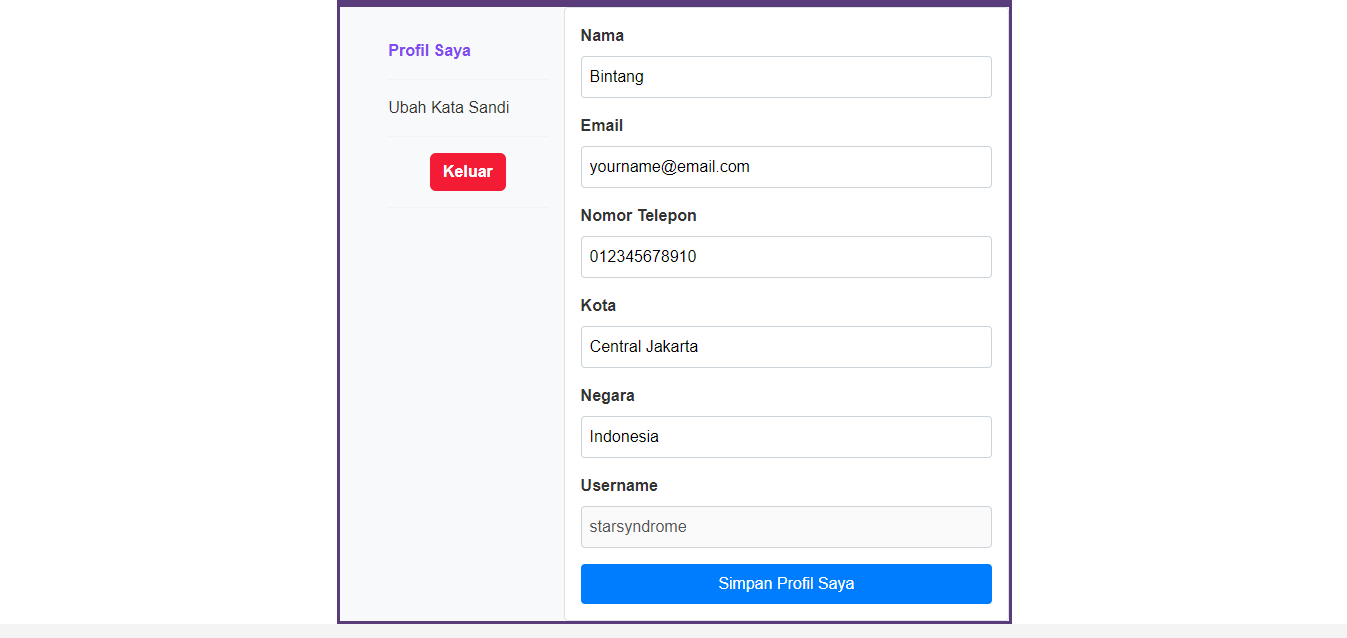 Profil Saya
Ubah Kata Sandi
Keluar
Nama
Bintang
Email
yourname@email.com
Nomor Telepon
012345678910
Kota
Central Jakarta
Negara
Indonesia
Username
starsyndrome
Simpan Profil Saya